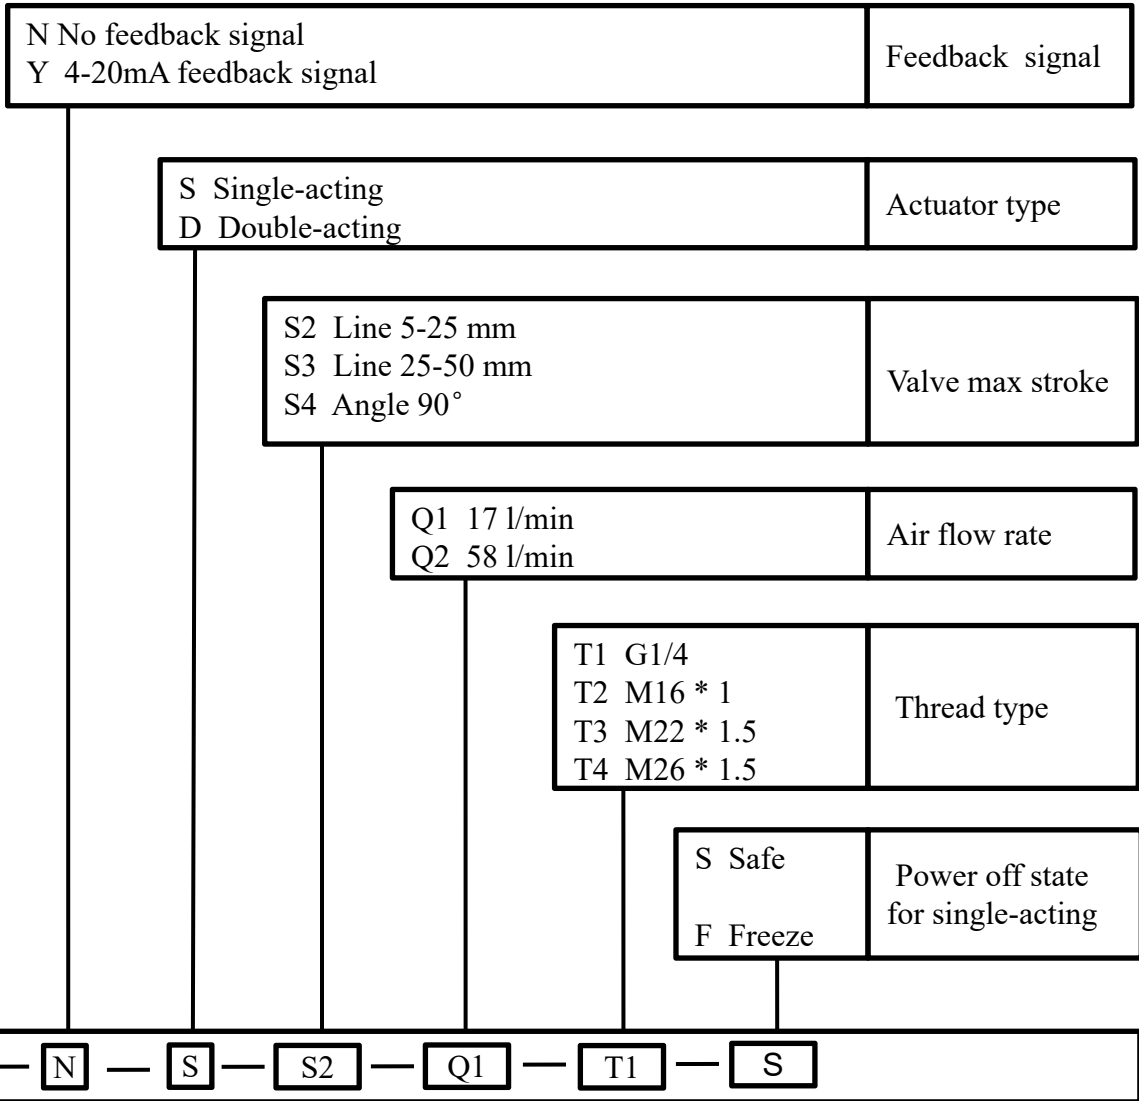 N No feedback signal
Y 4-20mA feedback signal
Feedback signal
S Single-acting
D Double-acting
Actuator type
S2 Line 5-25 mm
S3 Line 25-50 mm
S4 Angle 90°
Valve max stroke
Q1 17 l/min
Q2 58 l/min
Air flow rate
T1 G1/4
T2 M16 * 1
T3 M22 * 1.5
T4 M26 * 1.5
Thread type
S Safe
F Freeze
Power off state
for single-acting
— N — S — S2 — Q1 — T1 — S